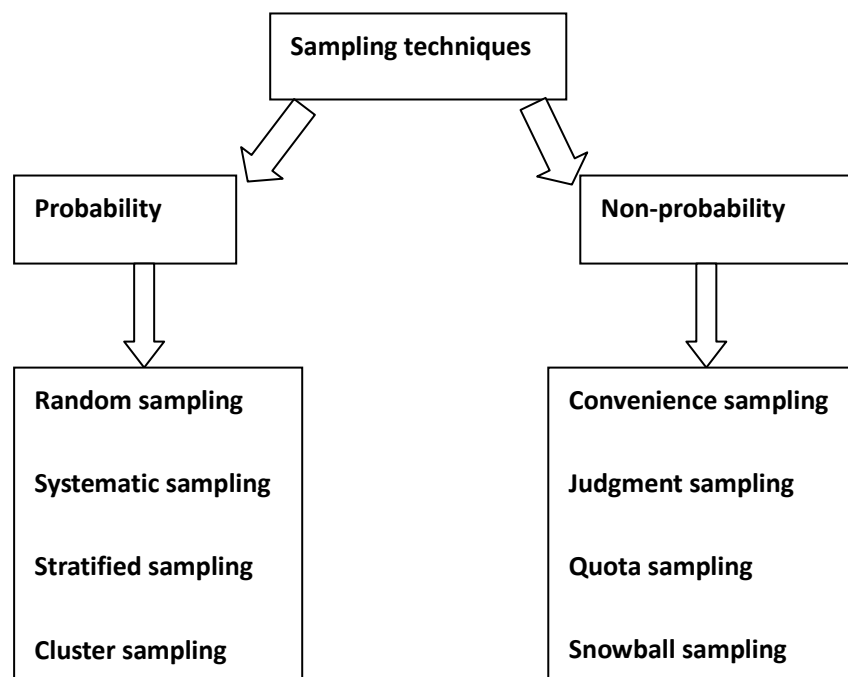 Sampling techniques
Probability
Non-probability
Random sampling
Systematic sampling
Stratified sampling
Cluster sampling
Convenience sampling
Judgment sampling
Quota sampling
Snowball sampling